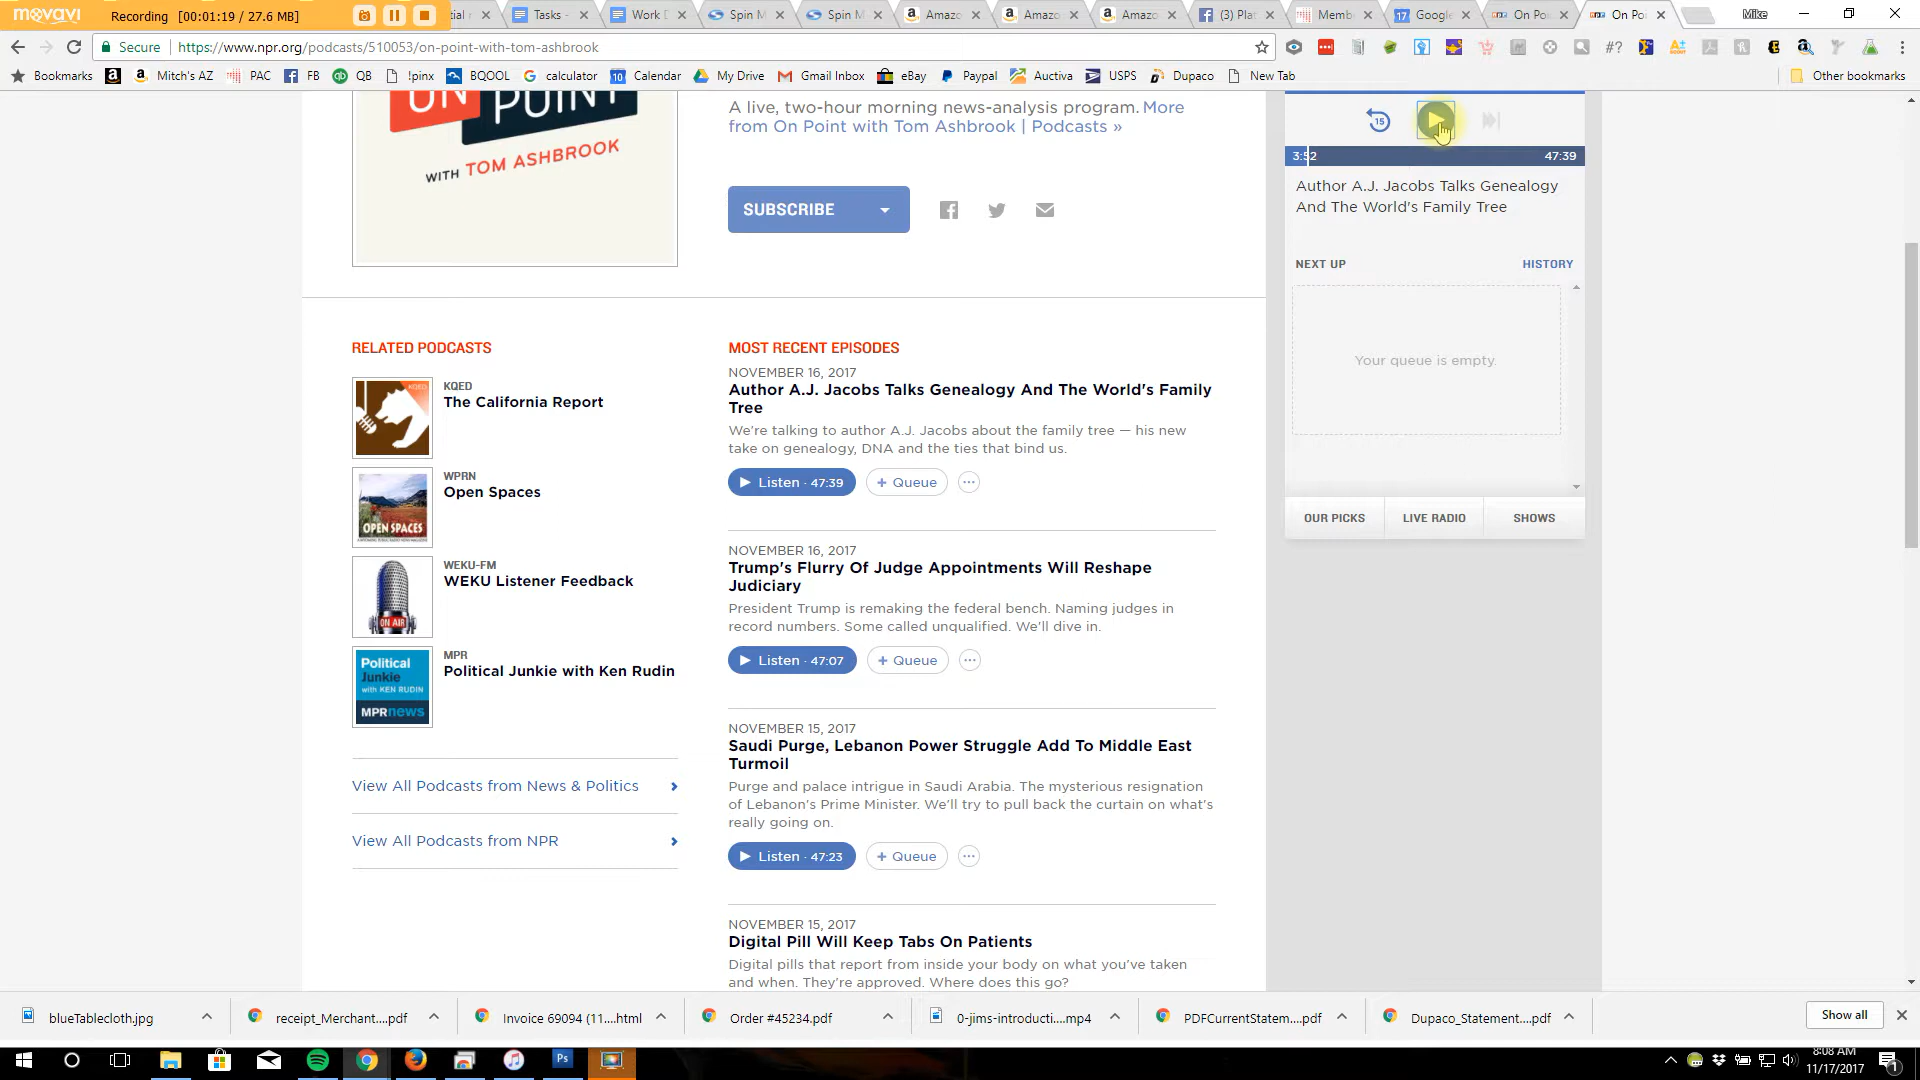 movavi
Recording [00:01:19 / 27.6 MB]
Tasks -
Work D
Spin M
Spin M
Amazo
Amazo
Amazo
(3) Pla
Memb
17 Google
On Poi
On Poi
Mike
Secure
https://www.npr.org/podcasts/510053/on-point-with-tom-ashbrook
#?
Bookmarks
Mitch's AZ
PAC
FB
QB
!pinx
BQOOL
calculator
10 Calendar
My Drive
Gmail Inbox
eBay
Paypal
Auctiva
USPS
Dupaco
New Tab
Other bookmarks
ON POINT
WITH TOM ASHBROOK
A live, two-hour morning news-analysis program. More
from On Point with Tom Ashbrook | Podcasts »
SUBSCRIBE
15
3:52
47:39
Author A.J. Jacobs Talks Genealogy
And The World's Family Tree
NEXT UP
HISTORY
Your queue is empty.
OUR PICKS
LIVE RADIO
SHOWS
RELATED PODCASTS
KQED
KQED
The California Report
OPEN SPACES
WPRN
Open Spaces
ON AIR
WEKU-FM
WEKU Listener Feedback
Political
Junkie
with KEN RUDIN
MPRnews
MPR
Political Junkie with Ken Rudin
View All Podcasts from News & Politics
View All Podcasts from NPR
MOST RECENT EPISODES
NOVEMBER 16, 2017
Author A.J. Jacobs Talks Genealogy And The World's Family
Tree
We're talking to author A.J. Jacobs about the family tree — his new
take on genealogy, DNA and the ties that bind us.
Listen · 47:39
+ Queue
NOVEMBER 16, 2017
Trump's Flurry Of Judge Appointments Will Reshape
Judiciary
President Trump is remaking the federal bench. Naming judges in
record numbers. Some called unqualified. We'll dive in.
Listen · 47:07
+ Queue
NOVEMBER 15, 2017
Saudi Purge, Lebanon Power Struggle Add To Middle East
Turmoil
Purge and palace intrigue in Saudi Arabia. The mysterious resignation
of Lebanon's Prime Minister. We'll try to pull back the curtain on what's
really going on.
Listen · 47:23
+ Queue
NOVEMBER 15, 2017
Digital Pill Will Keep Tabs On Patients
Digital pills that report from inside your body on what you've taken
and when. They're approved. Where does this go?
blueTablecloth.jpg
receipt_Merchant....pdf
Invoice 69094 (11....html
Order #45234.pdf
0-jims-introducti....mp4
PDFCurrentStatem....pdf
Dupaco_Statement....pdf
Show all
Ps
8:08 AM
11/17/2017
1